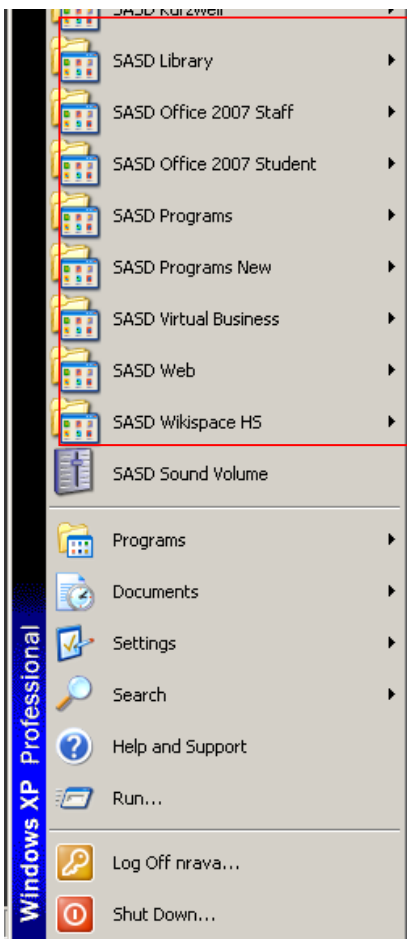 SASD Kurzweil
SASD Library
SASD Office 2007 Staff
SASD Office 2007 Student
SASD Programs
SASD Programs New
SASD Virtual Business
SASD Web
SASD Wikispace HS
SASD Sound Volume
Programs
Documents
Settings
Search
Help and Support
Run...
Log Off nrava...
Shut Down...
Windows XP Professional